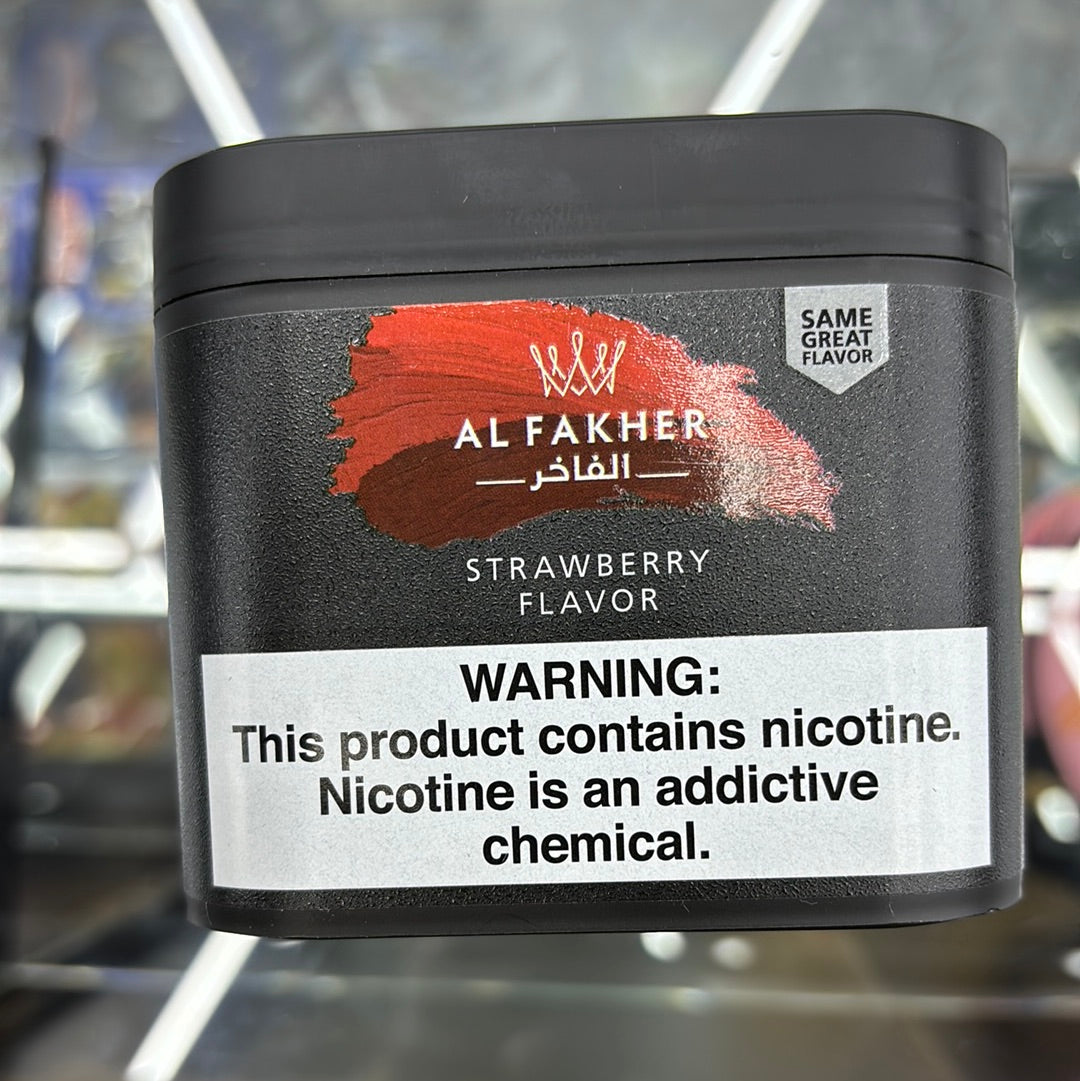 SAME
GREAT
FLAVOR
AL FAKHER
الفاخر
STRAWBERRY
FLAVOR
WARNING:
This product contains nicotine.
Nicotine is an addictive
chemical.